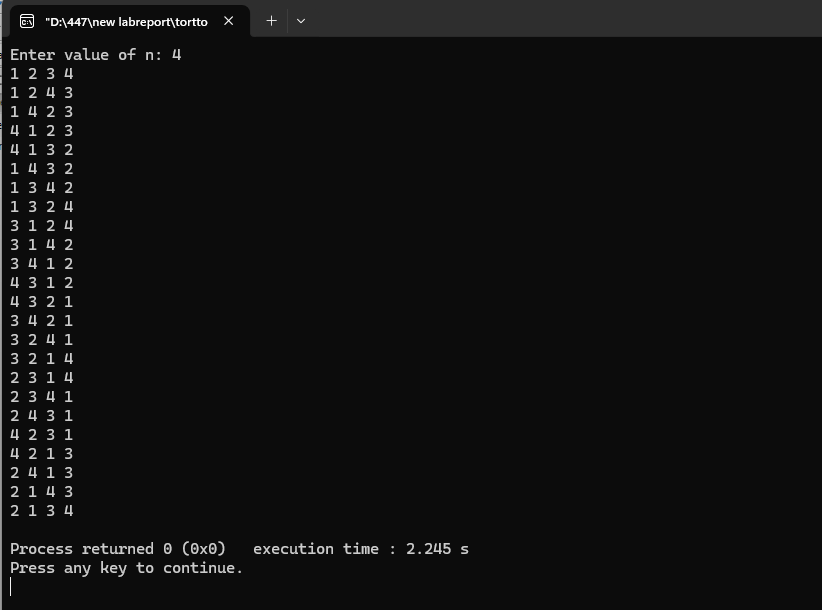 "D:\447\new labreport\tortto
Enter value of n: 4
1 2 3 4
1 2 4 3
1 4 2 3
4 1 2 3
4 1 3 2
1 4 3 2
1 3 4 2
1 3 2 4
3 1 2 4
3 1 4 2
3 4 1 2
4 3 1 2
4 3 2 1
3 4 2 1
3 2 4 1
3 2 1 4
2 3 1 4
2 3 4 1
2 4 3 1
4 2 3 1
4 2 1 3
2 4 1 3
2 1 4 3
2 1 3 4
Process returned 0 (0x0)   execution time : 2.245 s
Press any key to continue.